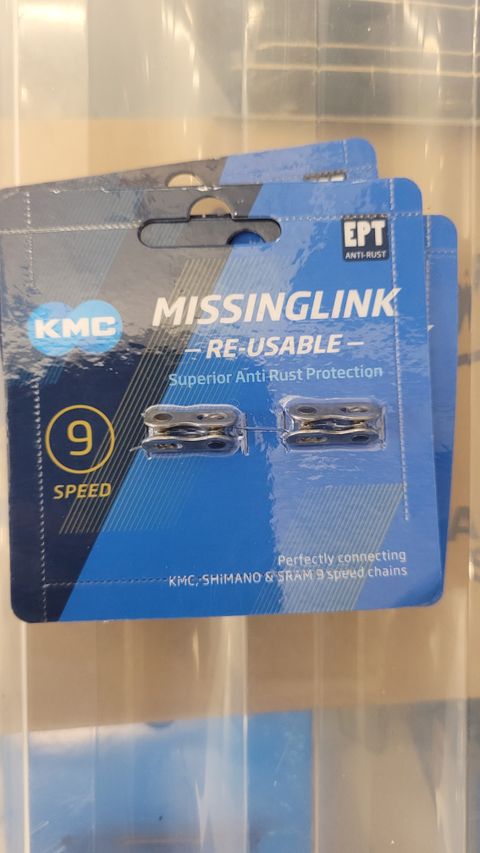 EPT
ANTI-RUST
KMC
MISSINGLINK
– RE-USABLE –
Superior Anti Rust Protection
9
SPEED
Perfectly connecting
KMC, SHiMANO & SRAM 9 speed chains